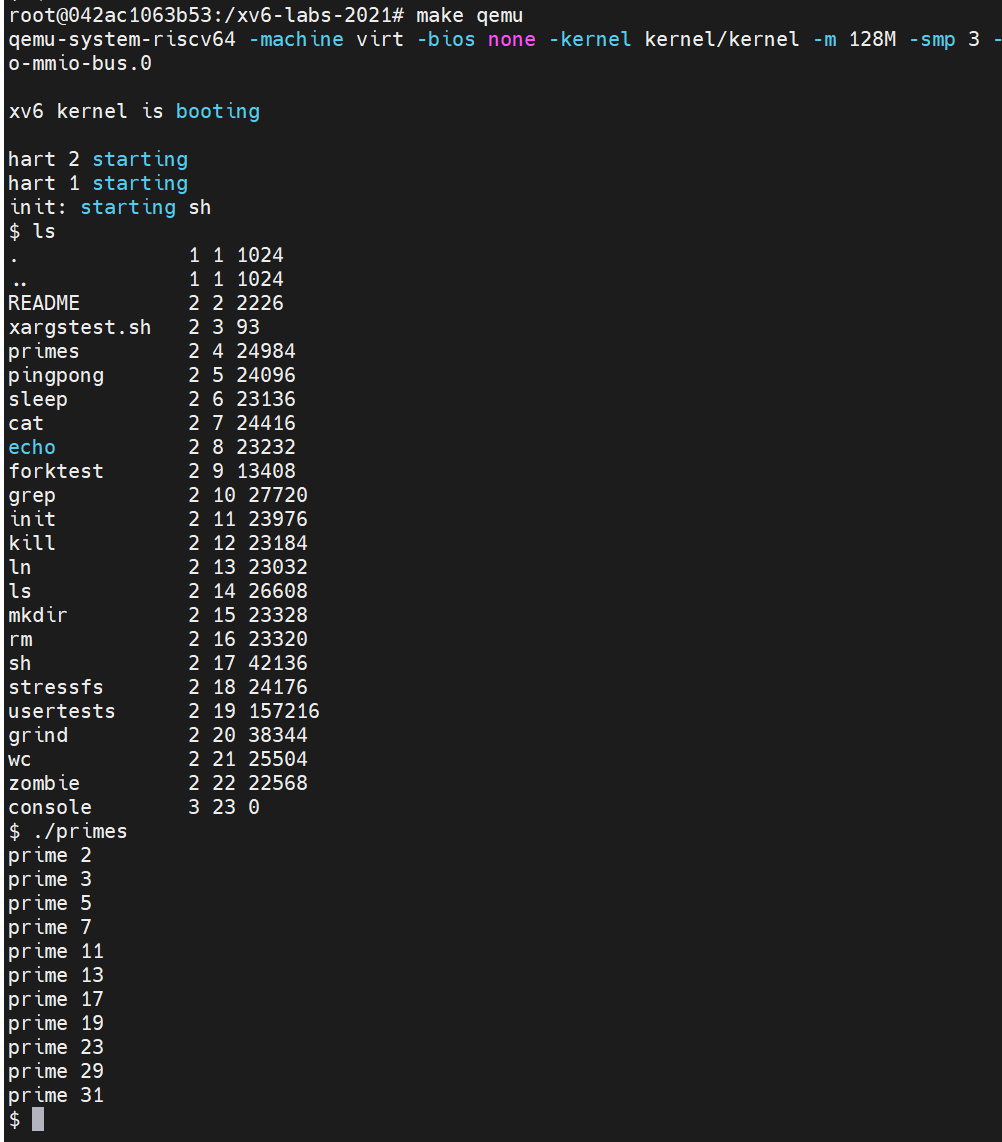 root@042ac1063b53:/xv6-labs-2021# make qemu
qemu-system-riscv64 -machine virt -bios none -kernel kernel/kernel -m 128M -smp 3 -
o-mmio-bus.0
xv6 kernel is booting
hart 2 starting
hart 1 starting
init: starting sh
$ ls
. 1 1 1024
.. 1 1 1024
README 2 2 2226
xargstest.sh 2 3 93
primes 2 4 24984
pingpong 2 5 24096
sleep 2 6 23136
cat 2 7 24416
echo 2 8 23232
forktest 2 9 13408
grep 2 10 27720
init 2 11 23976
kill 2 12 23184
ln 2 13 23032
ls 2 14 26608
mkdir 2 15 23328
rm 2 16 23320
sh 2 17 42136
stressfs 2 18 24176
usertests 2 19 157216
grind 2 20 38344
wc 2 21 25504
zombie 2 22 22568
console 3 23 0
$ ./primes
prime 2
prime 3
prime 5
prime 7
prime 11
prime 13
prime 17
prime 19
prime 23
prime 29
prime 31
$